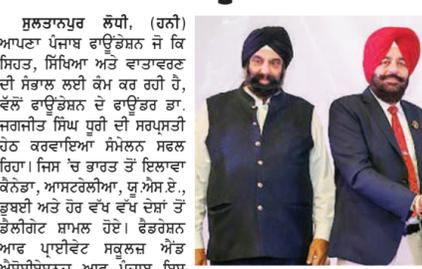 ਸੁਲਤਾਨਪੁਰ ਲੋਧੀ, (ਹਨੀ)
ਆਪਣਾ ਪੰਜਾਬ ਫਾਊਂਡੇਸ਼ਨ ਜੋ ਕਿ
ਸਿਹਤ, ਸਿੱਖਿਆ ਅਤੇ ਵਾਤਾਵਰਣ
ਦੀ ਸੰਭਾਲ ਲਈ ਕੰਮ ਕਰ ਰਹੀ ਹੈ,
ਵੱਲੋਂ ਫਾਊਂਡੇਸ਼ਨ ਦੇ ਫਾਊਂਡਰ ਡਾ.
ਜਗਜੀਤ ਸਿੰਘ ਧੂਰੀ ਦੀ ਸਰਪ੍ਰਸਤੀ
ਹੇਠ ਕਰਵਾਇਆ ਸੰਮੇਲਨ ਸਫਲ
ਰਿਹਾ। ਜਿਸ 'ਚ ਭਾਰਤ ਤੋਂ ਇਲਾਵਾ
ਕੈਨੇਡਾ, ਆਸਟਰੇਲੀਆ, ਯੂ.ਐਸ.ਏ.,
ਡੁਬਈ ਅਤੇ ਹੋਰ ਵੱਖ ਵੱਖ ਦੇਸ਼ਾਂ ਤੋਂ
ਡੈਲੀਗੇਟ ਸ਼ਾਮਲ ਹੋਏ। ਫੈਡਰੇਸ਼ਨ
ਆਫ ਪ੍ਰਾਈਵੇਟ ਸਕੂਲਜ਼ ਐਂਡ